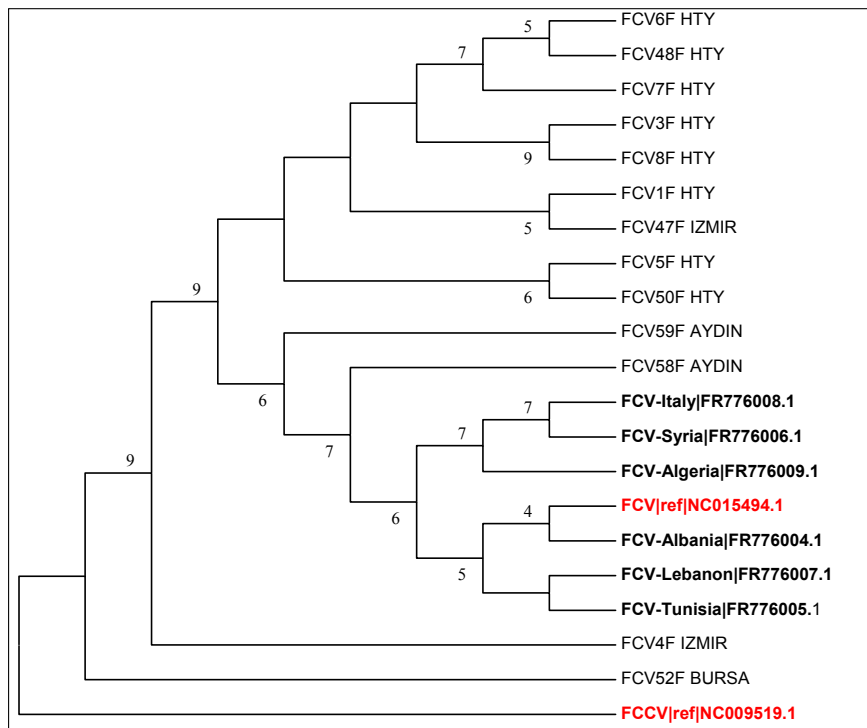 FCV6F HTY
5
FCV48F HTY
7
FCV7F HTY
FCV3F HTY
9
FCV8F HTY
FCV1F HTY
5
FCV47F IZMIR
FCV5F HTY
6
FCV50F HTY
9
FCV59F AYDIN
FCV58F AYDIN
6
FCV-Italy|FR776008.1
7
FCV-Syria|FR776006.1
7
7
FCV-Algeria|FR776009.1
FCV|ref|NC015494.1
4
6
FCV-Albania|FR776004.1
FCV-Lebanon|FR776007.1
5
FCV-Tunisia|FR776005.1
9
FCV4F IZMIR
FCV52F BURSA
FCCV|ref|NC009519.1